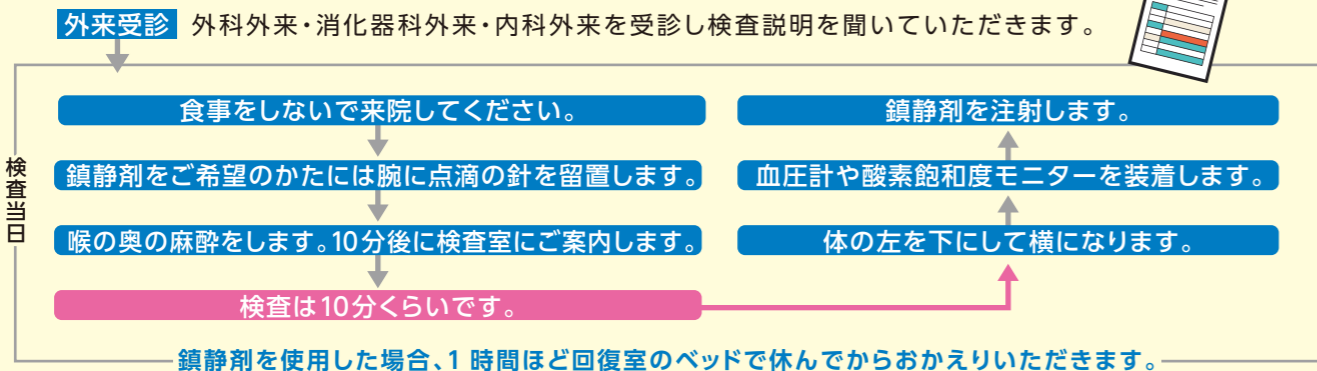 外来受診 外科外来・消化器科外来・内科外来を受診し検査説明を聞いていただきます。
検査当日
食事をしないで来院してください。
鎮静剤をご希望のかたには腕に点滴の針を留置します。
喉の奥の麻酔をします。10分後に検査室にご案内します。
検査は10分くらいです。
体の左を下にして横になります。
血圧計や酸素飽和度モニターを装着します。
鎮静剤を注射します。
鎮静剤を使用した場合、1時間ほど回復室のベッドで休んでからおかえりいただきます。